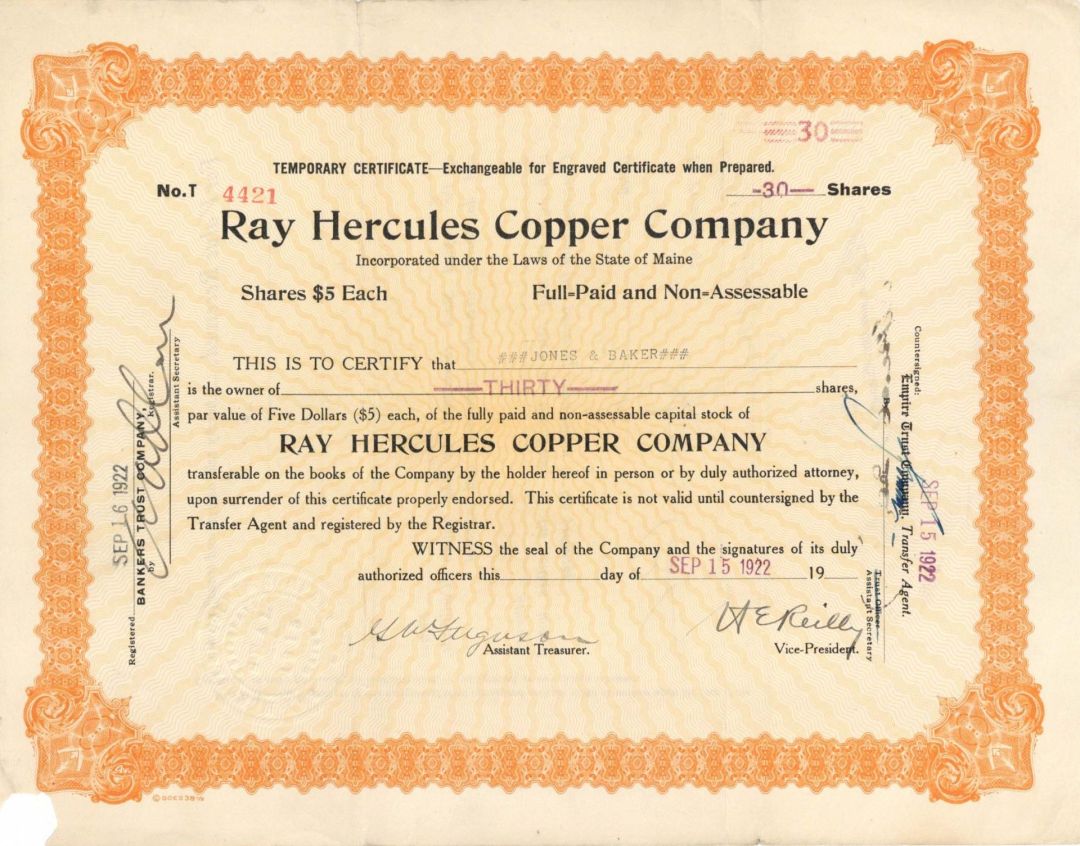 30
TEMPORARY CERTIFICATE—Exchangeable for Engraved Certificate when Prepared.
No.T 4421 -30— Shares
Ray Hercules Copper Company
Incorporated under the Laws of the State of Maine
Shares $5 Each Full=Paid and Non=Assessable
THIS IS TO CERTIFY that ###JONES & BAKER###
is the owner of —THIRTY— shares,
par value of Five Dollars ($5) each, of the fully paid and non-assessable capital stock of
RAY HERCULES COPPER COMPANY
transferable on the books of the Company by the holder hereof in person or by duly authorized attorney,
upon surrender of this certificate properly endorsed. This certificate is not valid until countersigned by the
Transfer Agent and registered by the Registrar.
WITNESS the seal of the Company and the signatures of its duly
authorized officers this day of SEP 15 1922 19
G W Ferguson
Assistant Treasurer.
H E Reilly
Vice-President.
SEP 16 1922
Registered.
BANKERS TRUST COMPANY,
Registrar.
by
Assistant Secretary
Countersigned:
Empire Trust Company, Transfer Agent.
By
Trust Officer
Assistant Secretary
SEP 15 1922